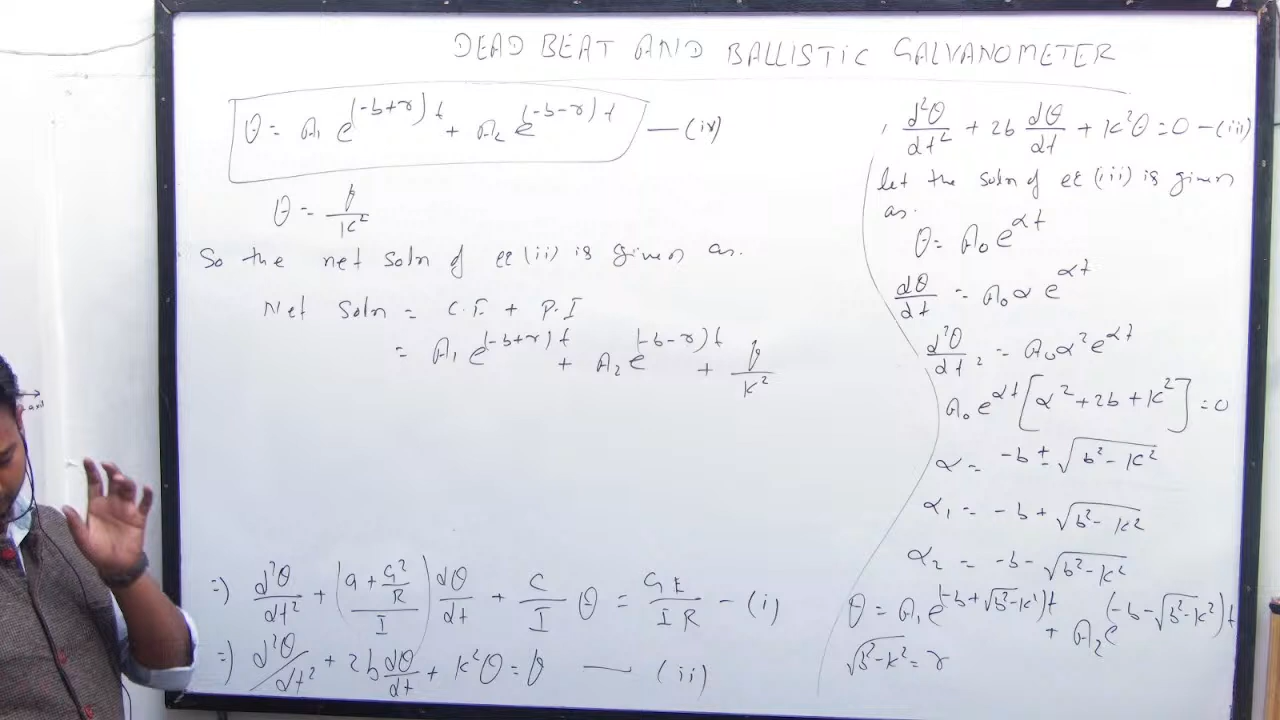 DEAD BEAT AND BALLISTIC GALVANOMETER
θ = A₁ e^(-b+r)t + A₂ e^(-b-r)t — (iv)
θ = p/k²
So the net soln of eq (ii) is given as.
Net soln = C.F. + P.I
= A₁ e^(-b+r)t + A₂ e^(-b-r)t + p/k²
⇒) d²θ/dt² + ((a + G²/R)/I) dθ/dt + C/I θ = GE/IR — (i)
⇒) d²θ/dt² + 2b dθ/dt + k²θ = p — (ii)
d²θ/dt² + 2b dθ/dt + k²θ = 0 — (iii)
let the soln of eq (iii) is given
as.
θ = A₀ e^αt
dθ/dt = A₀ α e^αt
d²θ/dt² = A₀ α² e^αt
A₀ e^αt [α² + 2b + k²] = 0
α = -b ± √(b² - k²)
α₁ = -b + √(b² - k²)
α₂ = -b - √(b² - k²)
θ = A₁ e^(-b + √(b² - k²))t
+ A₂ e^(-b - √(b² - k²))t
√(b² - k²) = r
axis